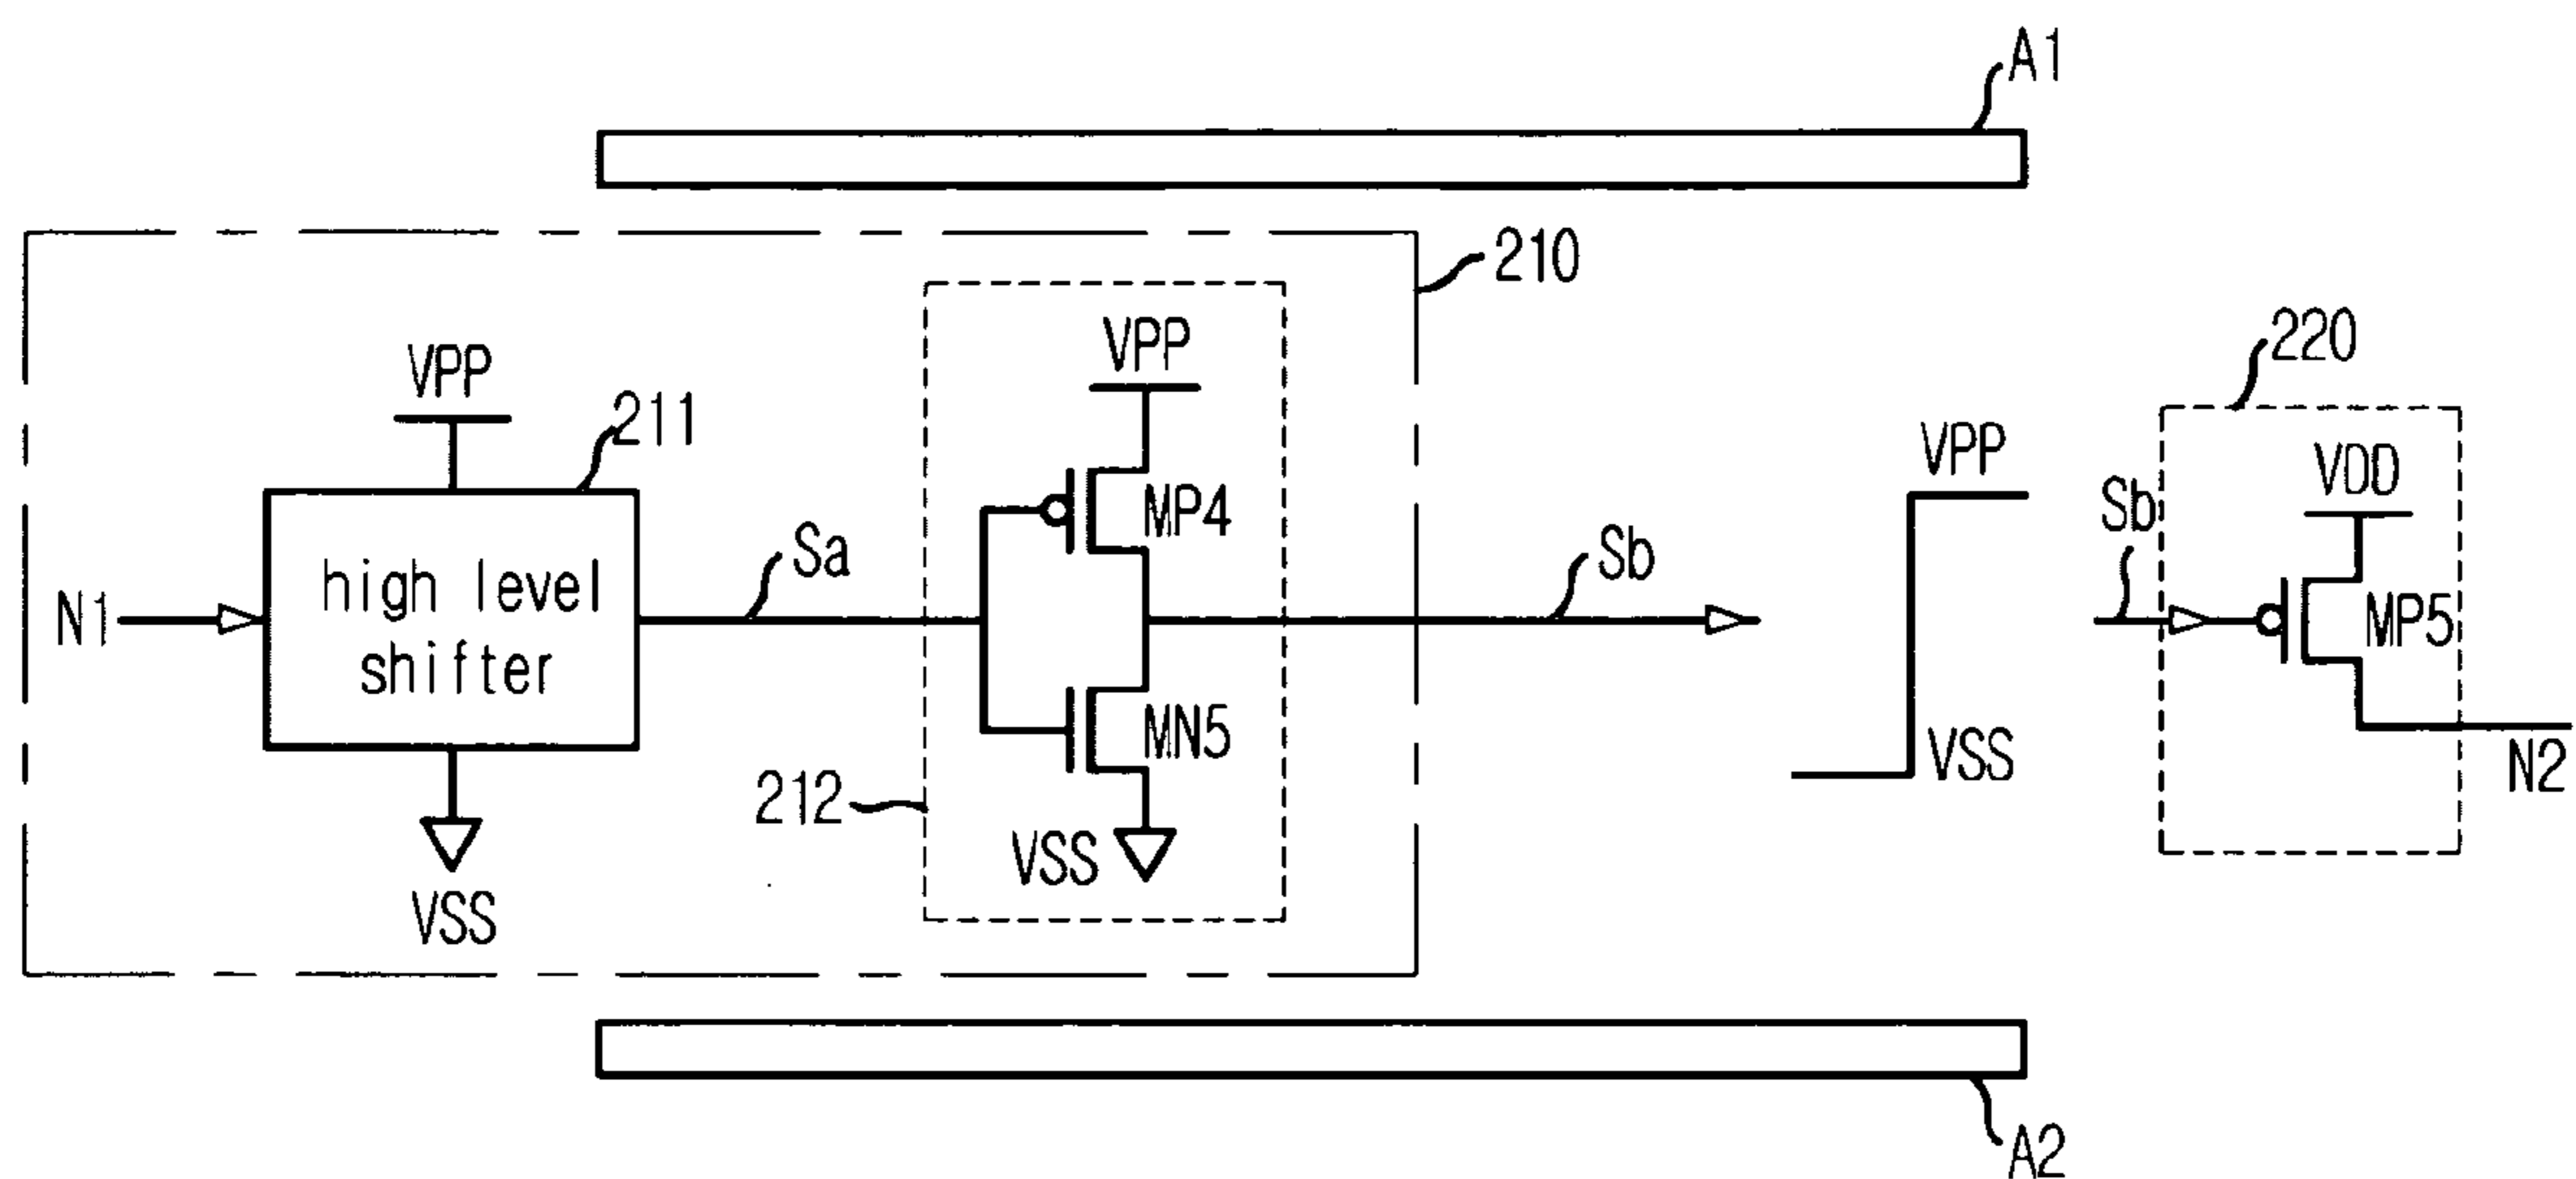 A1
210
VPP
220
VPP
211
VPP
VDD
MP4
Sb
Sa
Sb
high level
shifter
N1
MP5
MN5
VSS
N2
212
VSS
VSS
A2